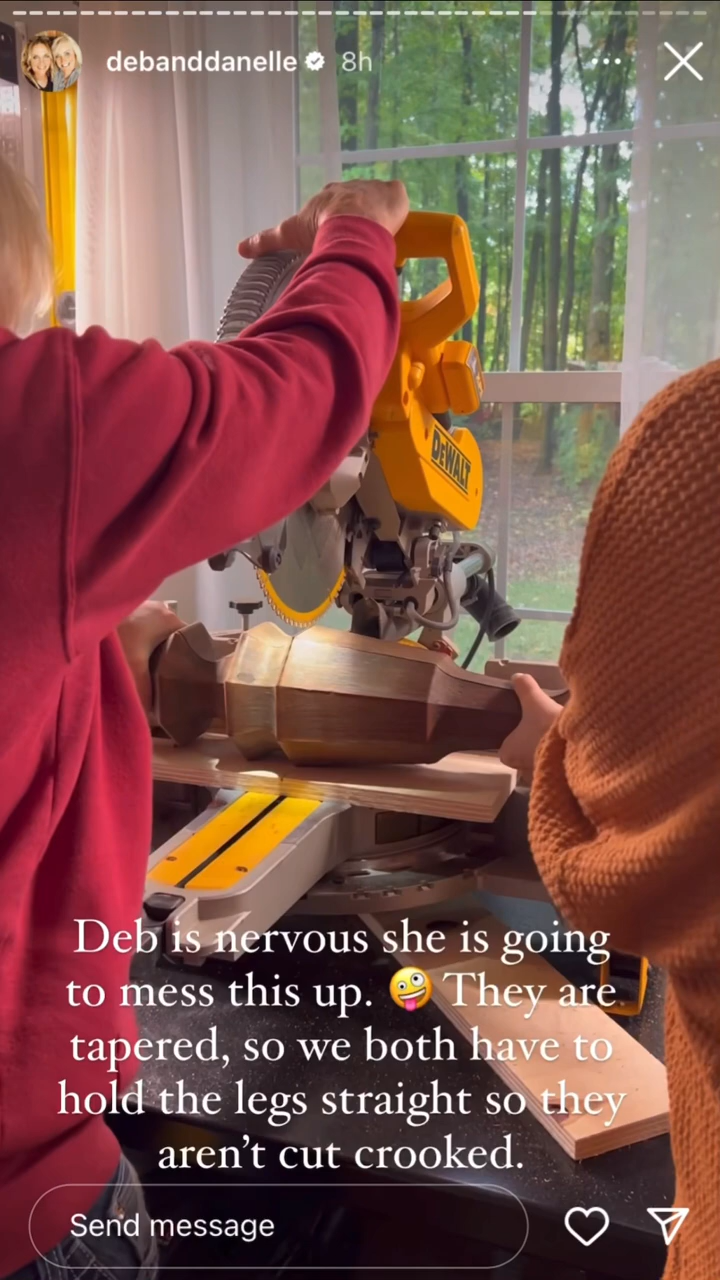 debanddanelle 8h
DEWALT
Deb is nervous she is going
to mess this up. 🤪 They are
tapered, so we both have to
hold the legs straight so they
aren't cut crooked.
Send message